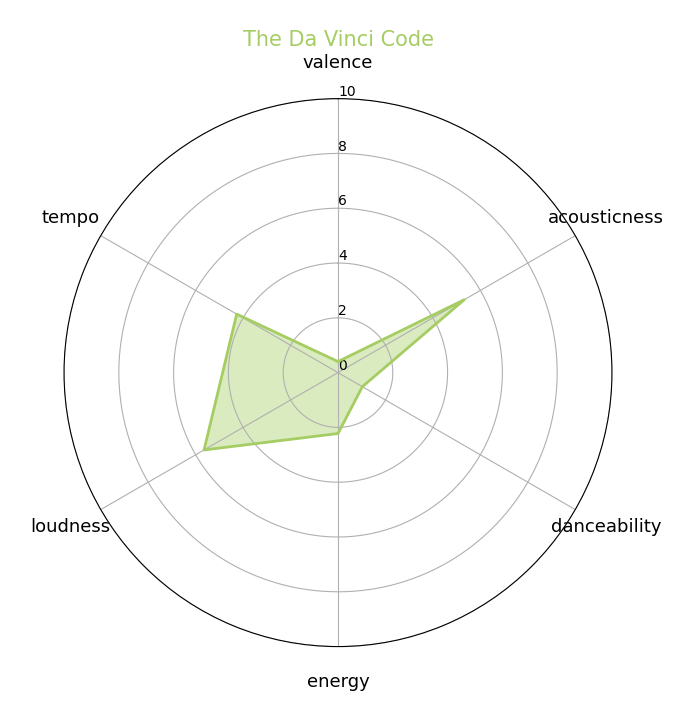 The Da Vinci Code
valence
10
8
6
4
2
0
tempo
acousticness
loudness
danceability
energy